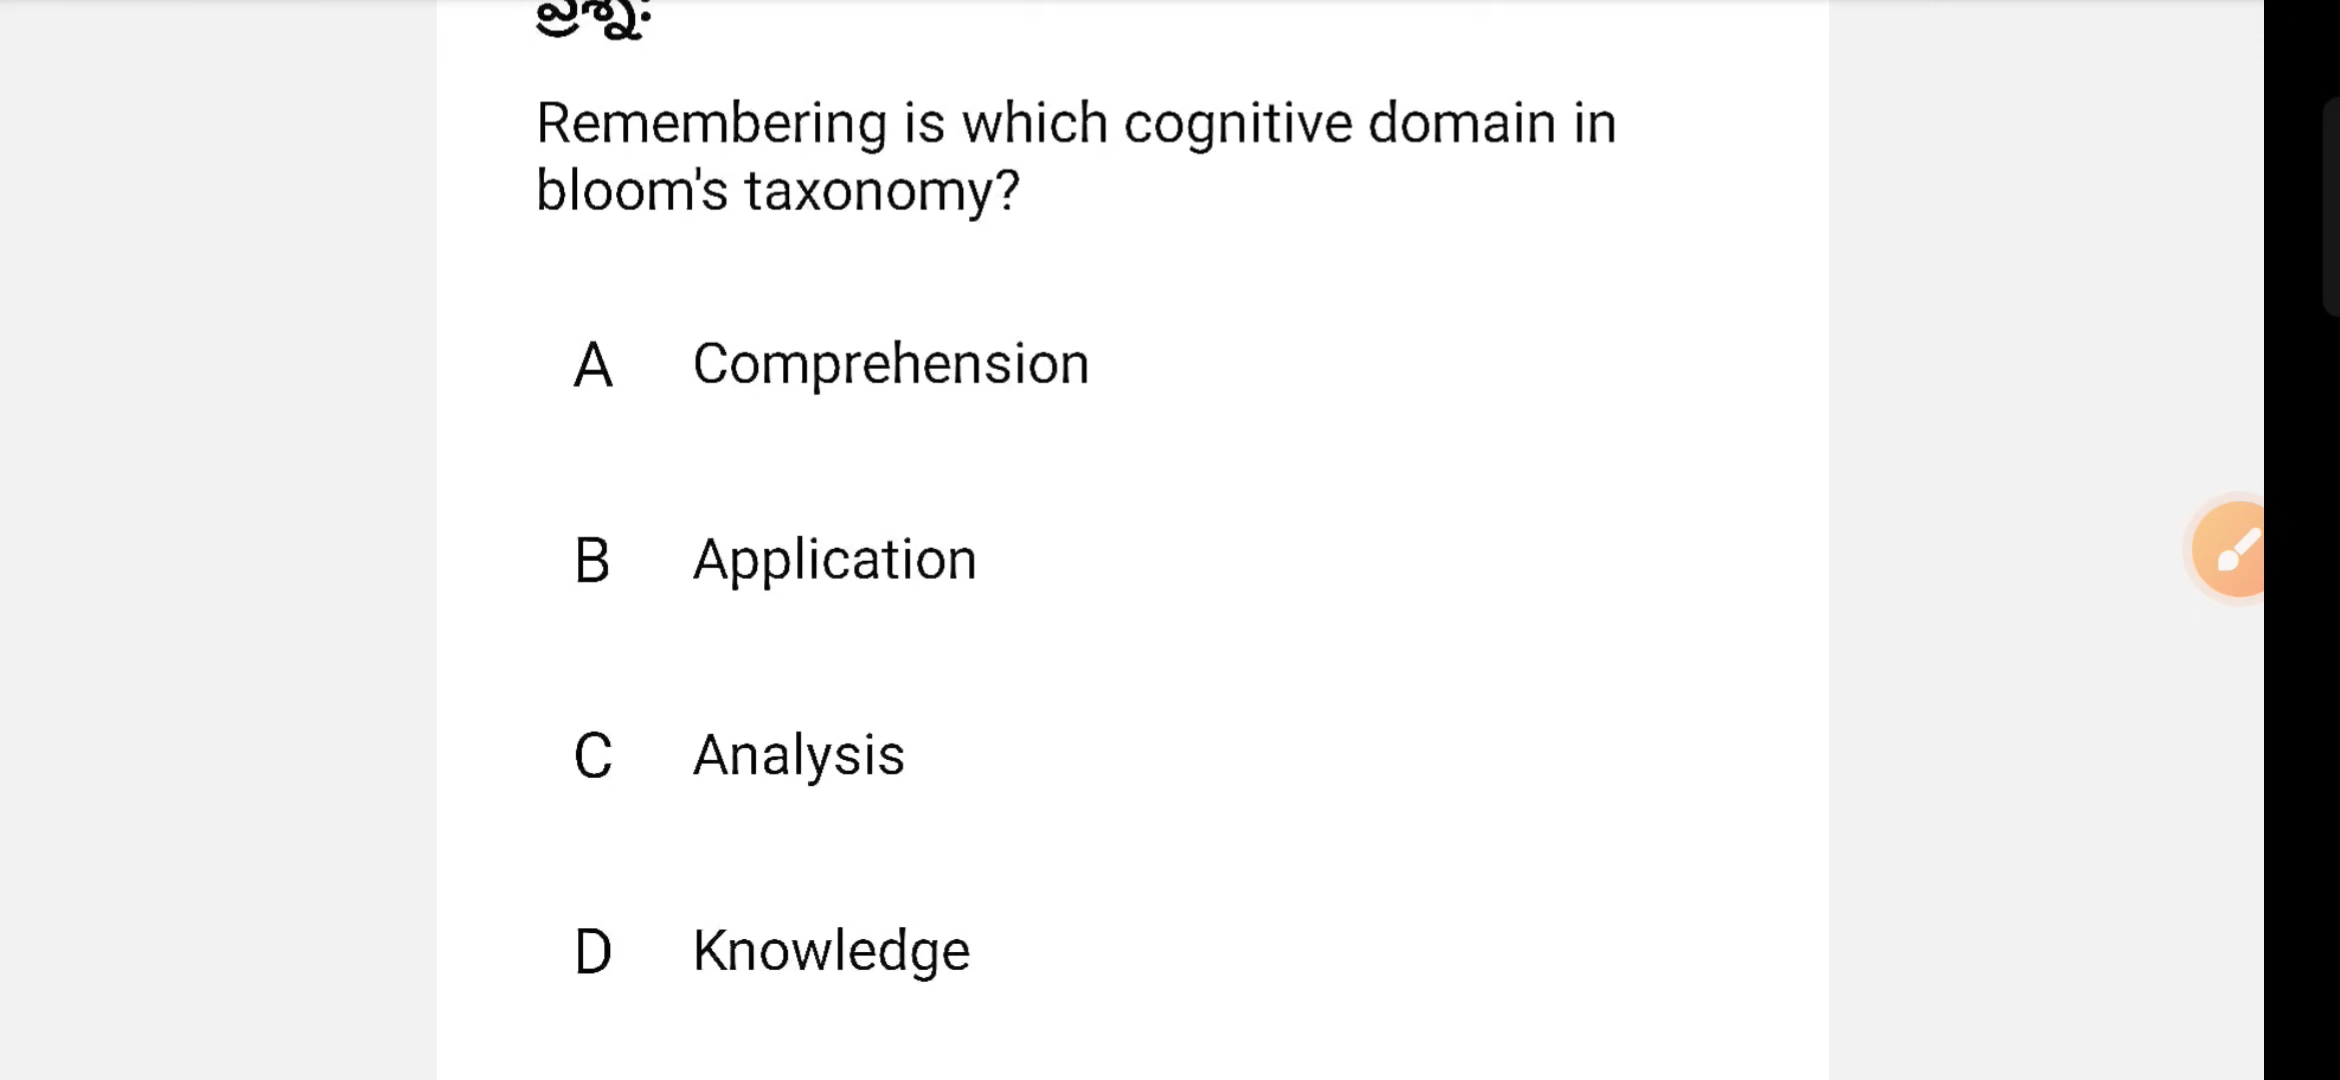 ప్రశ్న:
Remembering is which cognitive domain in
bloom's taxonomy?
A Comprehension
B Application
C Analysis
D Knowledge